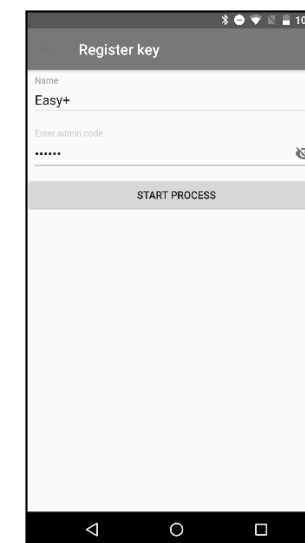 10
Register key
Name
Easy+
Enter admin code
••••••
START PROCESS